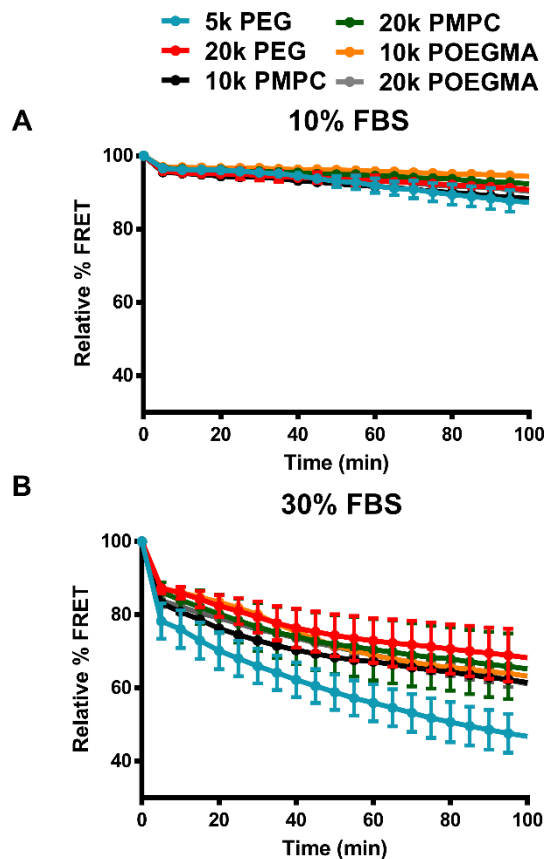 5k PEG 20k PMPC
20k PEG 10k POEGMA
10k PMPC 20k POEGMA
A
10% FBS
Relative % FRET
100
80
60
40
0 20 40 60 80 100
Time (min)
B
30% FBS
Relative % FRET
100
80
60
40
0 20 40 60 80 100
Time (min)